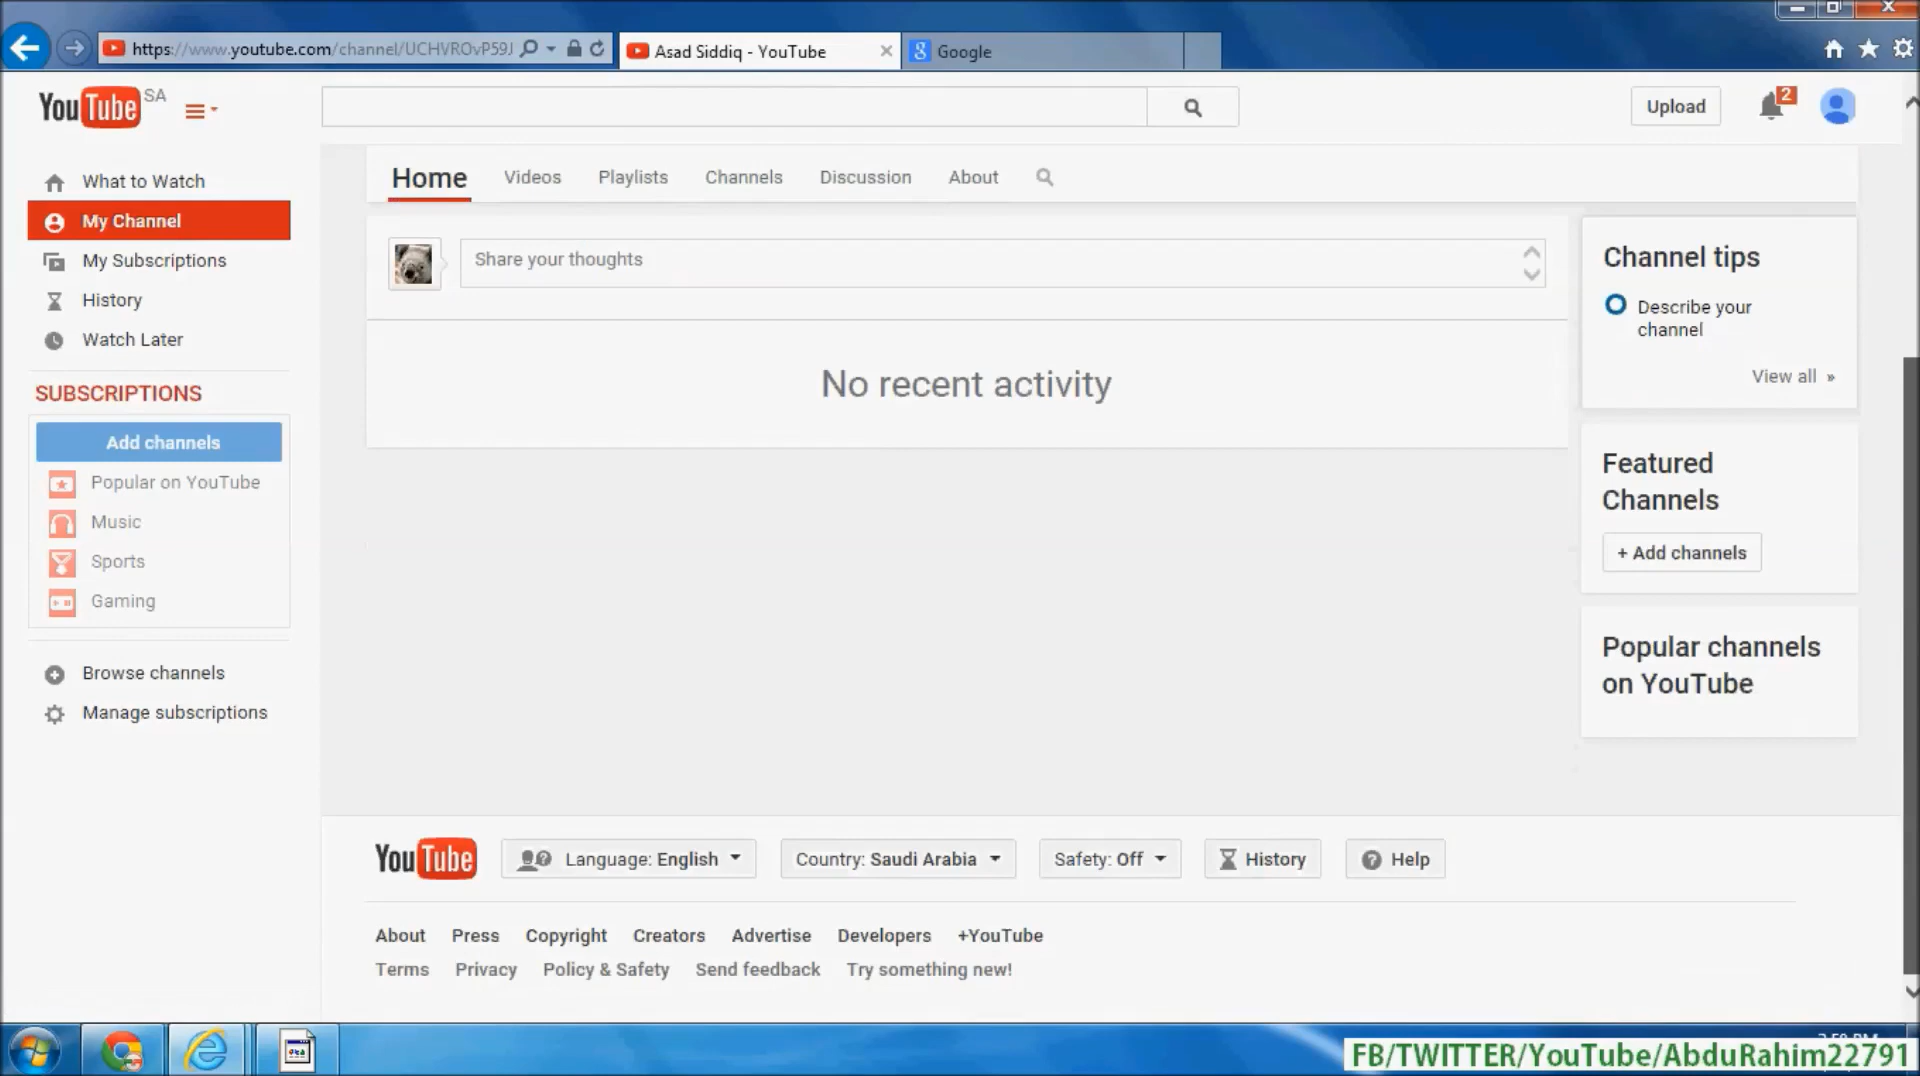 https://www.youtube.com/channel/UCHVROvP59J
Asad Siddiq - YouTube
Google
YouTube SA
Upload
2
What to Watch
My Channel
My Subscriptions
History
Watch Later
SUBSCRIPTIONS
Add channels
Popular on YouTube
Music
Sports
Gaming
Browse channels
Manage subscriptions
Home Videos Playlists Channels Discussion About
Share your thoughts
No recent activity
Channel tips
Describe your
channel
View all »
Featured
Channels
+ Add channels
Popular channels
on YouTube
YouTube Language: English Country: Saudi Arabia Safety: Off History Help
About Press Copyright Creators Advertise Developers +YouTube
Terms Privacy Policy & Safety Send feedback Try something new!
FB/TWITTER/YouTube/AbduRahim22791